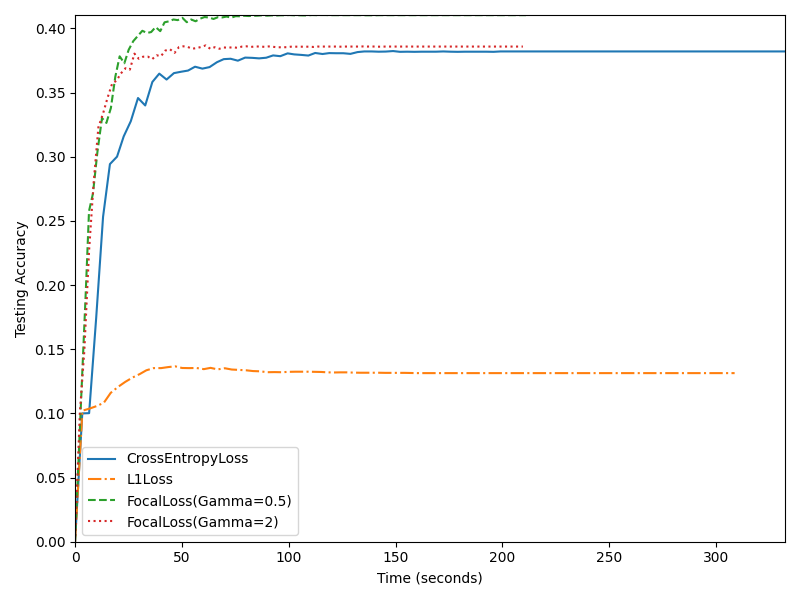 0.40
0.35
0.30
0.25
0.20
0.15
0.10
0.05
0.00
Testing Accuracy
CrossEntropyLoss
L1Loss
FocalLoss(Gamma=0.5)
FocalLoss(Gamma=2)
0 50 100 150 200 250 300
Time (seconds)